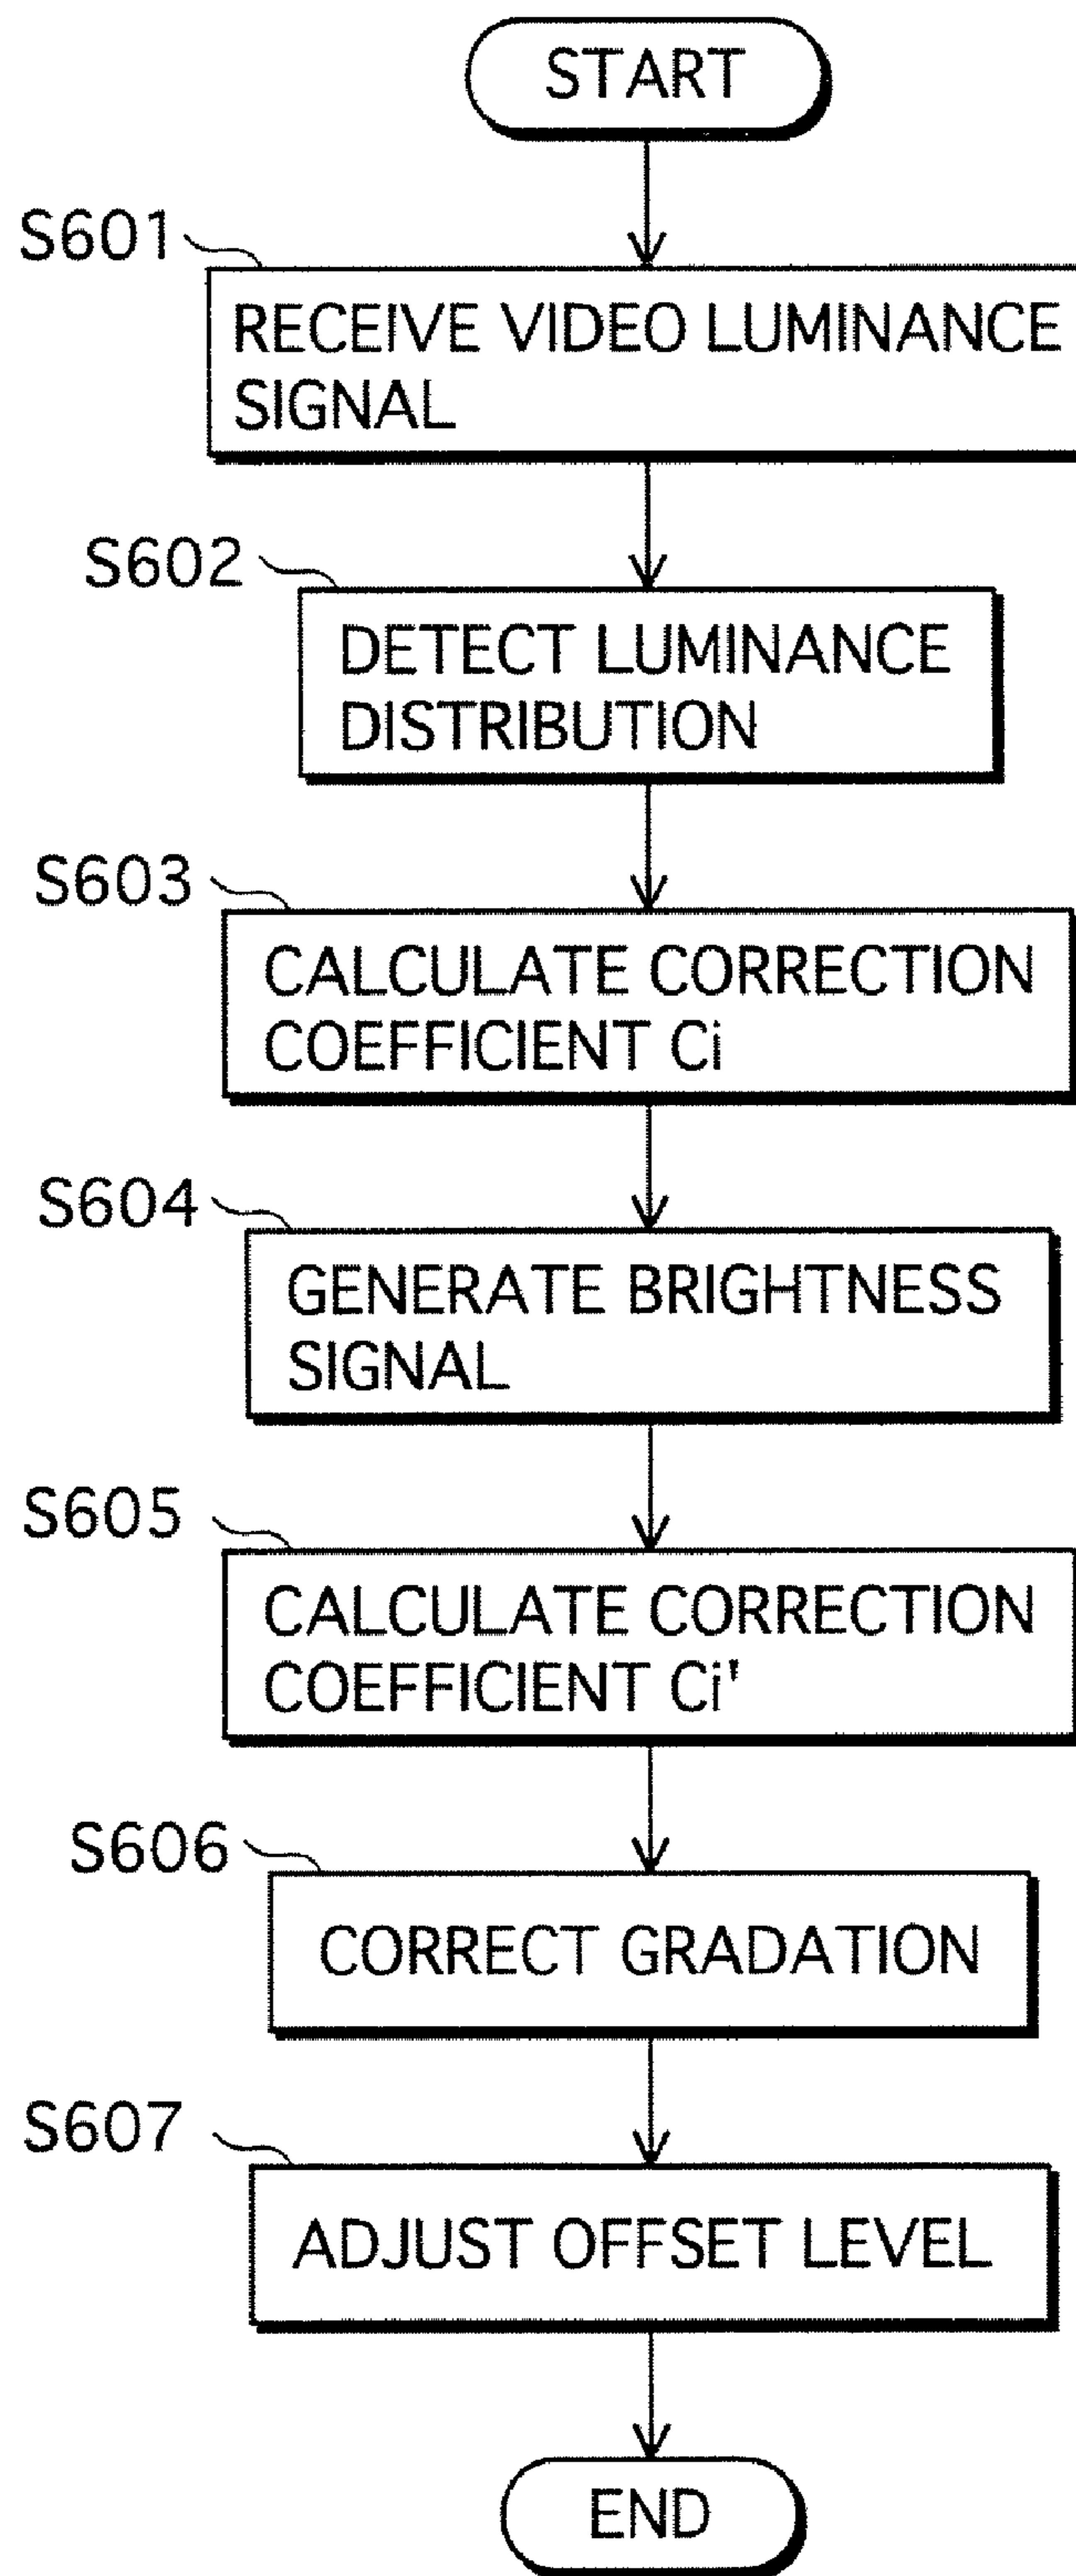 START
S601
RECEIVE VIDEO LUMINANCE
SIGNAL
S602
DETECT LUMINANCE
DISTRIBUTION
S603
CALCULATE CORRECTION
COEFFICIENT Ci
S604
GENERATE BRIGHTNESS
SIGNAL
S605
CALCULATE CORRECTION
COEFFICIENT Ci'
S606
CORRECT GRADATION
S607
ADJUST OFFSET LEVEL
END